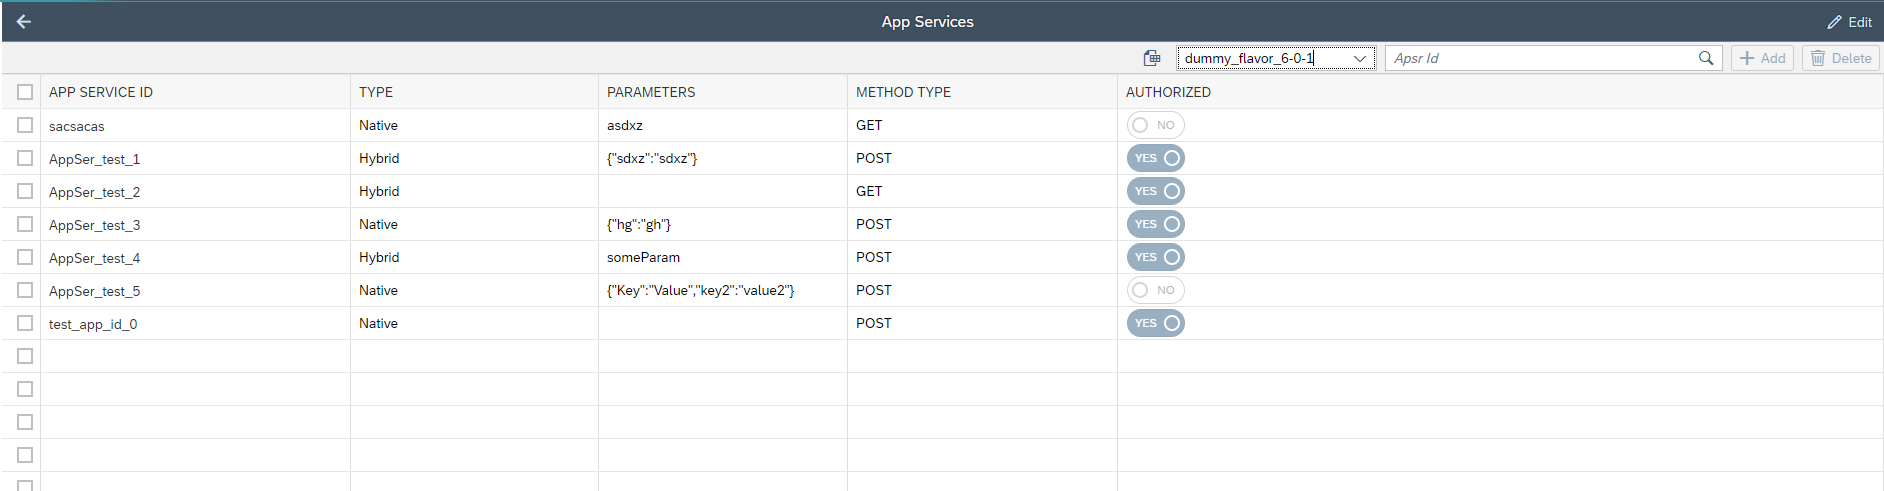 App Services
Edit
dummy_flavor_6-0-1
Apsr Id
Add
Delete
APP SERVICE ID TYPE PARAMETERS METHOD TYPE AUTHORIZED
sacsacas Native asdxz GET NO
AppSer_test_1 Hybrid {"sdxz":"sdxz"} POST YES
AppSer_test_2 Hybrid GET YES
AppSer_test_3 Native {"hg":"gh"} POST YES
AppSer_test_4 Hybrid someParam POST YES
AppSer_test_5 Native {"Key":"Value","key2":"value2"} POST NO
test_app_id_0 Native POST YES